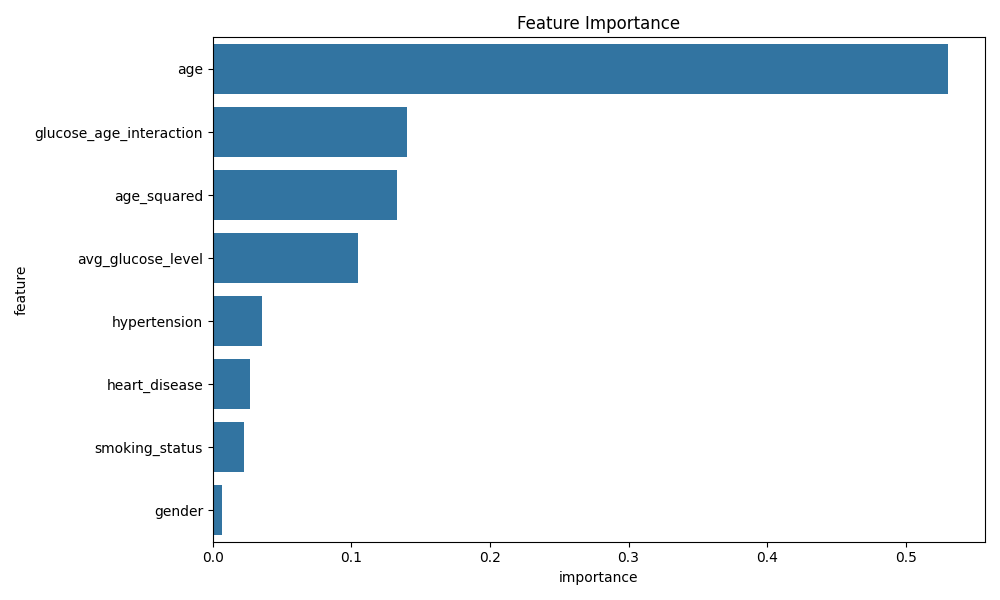 Feature Importance
feature
age
glucose_age_interaction
age_squared
avg_glucose_level
hypertension
heart_disease
smoking_status
gender
0.0 0.1 0.2 0.3 0.4 0.5
importance